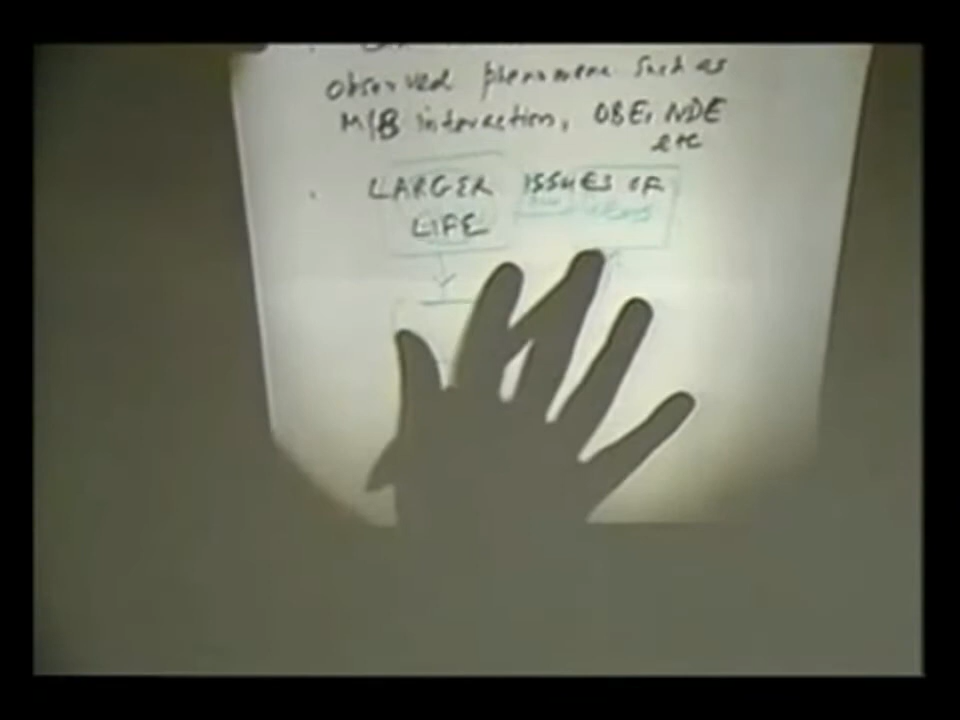 observed phenomena such as
M/B interaction, OBE, NDE
etc
LARGER ISSUES OF
LIFE